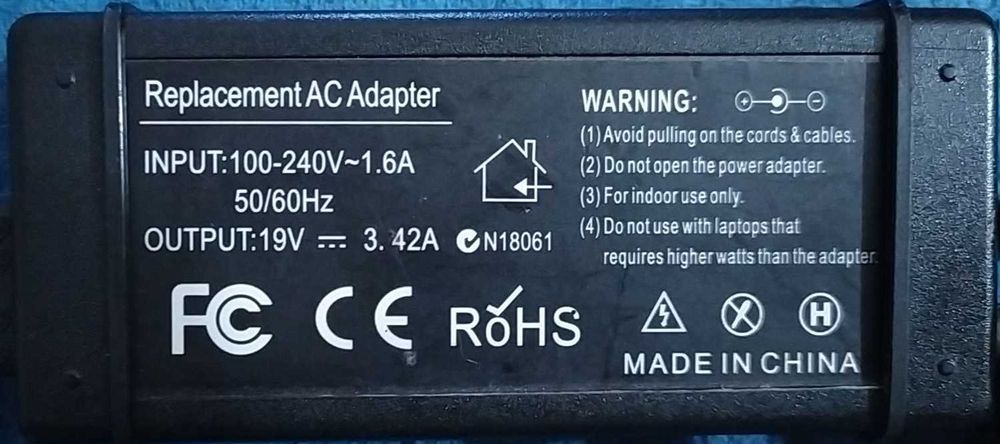 Replacement AC Adapter
INPUT:100-240V~1.6A
50/60Hz
OUTPUT:19V ⎓ 3.42A N18061
WARNING:
(1) Avoid pulling on the cords & cables.
(2) Do not open the power adapter.
(3) For indoor use only.
(4) Do not use with laptops that
requires higher watts than the adapter.
FC CE RoHS
H
MADE IN CHINA